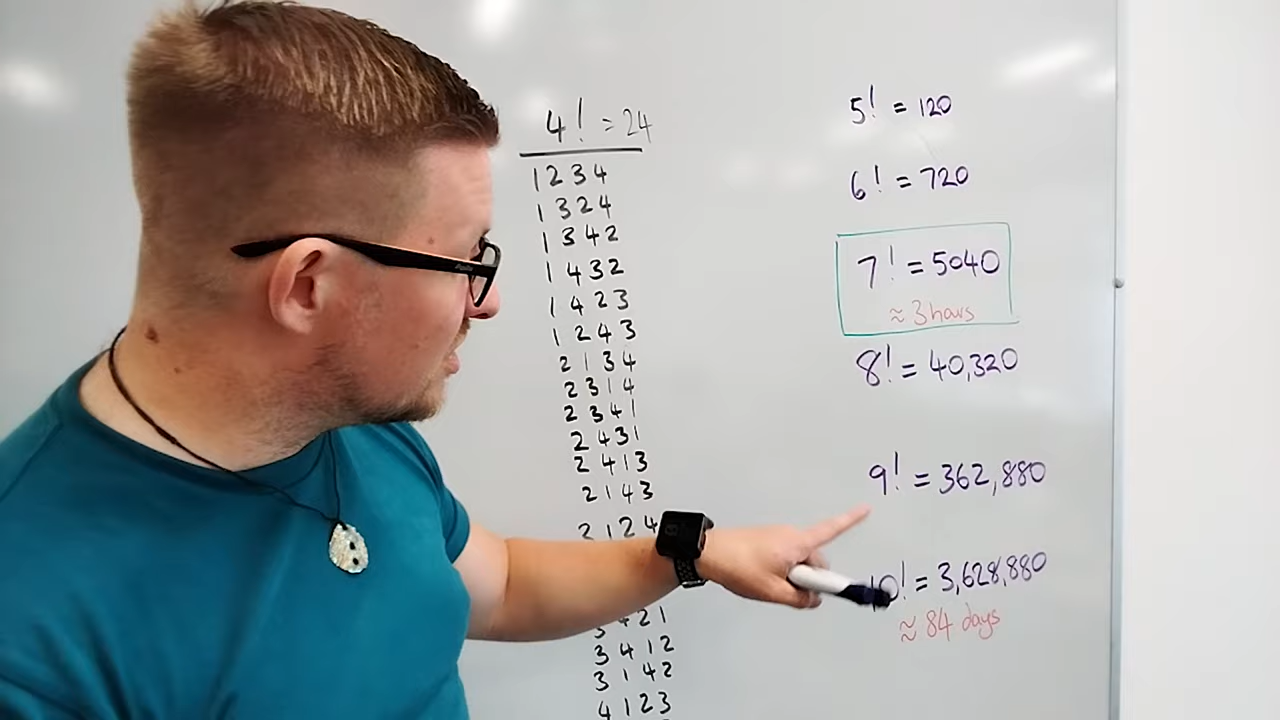 4! = 24
1 2 3 4
1 3 2 4
1 3 4 2
1 4 3 2
1 4 2 3
1 2 4 3
2 1 3 4
2 3 1 4
2 3 4 1
2 4 3 1
2 4 1 3
2 1 4 3
2 1 2 4
4 2 1
3 4 1 2
3 1 4 2
4 1 2 3
5! = 120
6! = 720
7! = 5040
≈ 3 hours
8! = 40,320
9! = 362,880
10! = 3,628,880
≈ 84 days